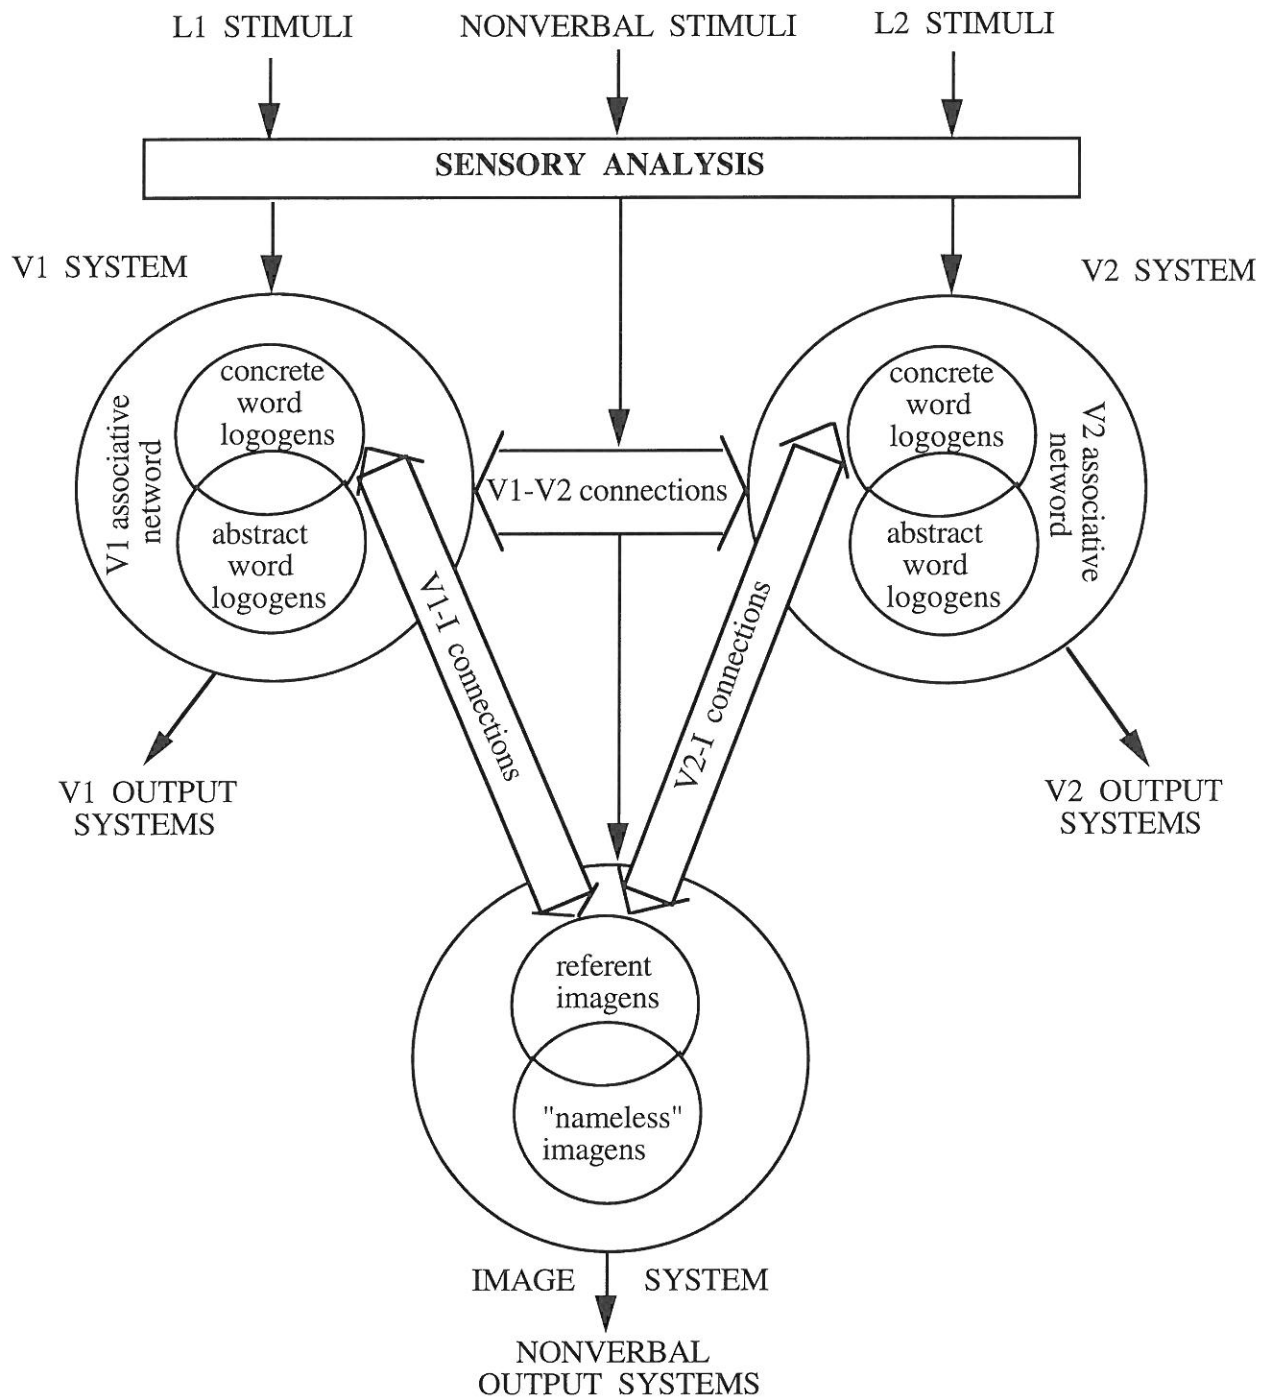 L1 STIMULI
NONVERBAL STIMULI
L2 STIMULI
SENSORY ANALYSIS
V1 SYSTEM
V2 SYSTEM
V1 associative
netword
concrete
word
logogens
abstract
word
logogens
V1-V2 connections
concrete
word
logogens
abstract
word
logogens
V2 associative
network
V1-I connections
V2-I connections
V1 OUTPUT
SYSTEMS
V2 OUTPUT
SYSTEMS
referent
imagens
"nameless"
imagens
IMAGE SYSTEM
NONVERBAL
OUTPUT SYSTEMS